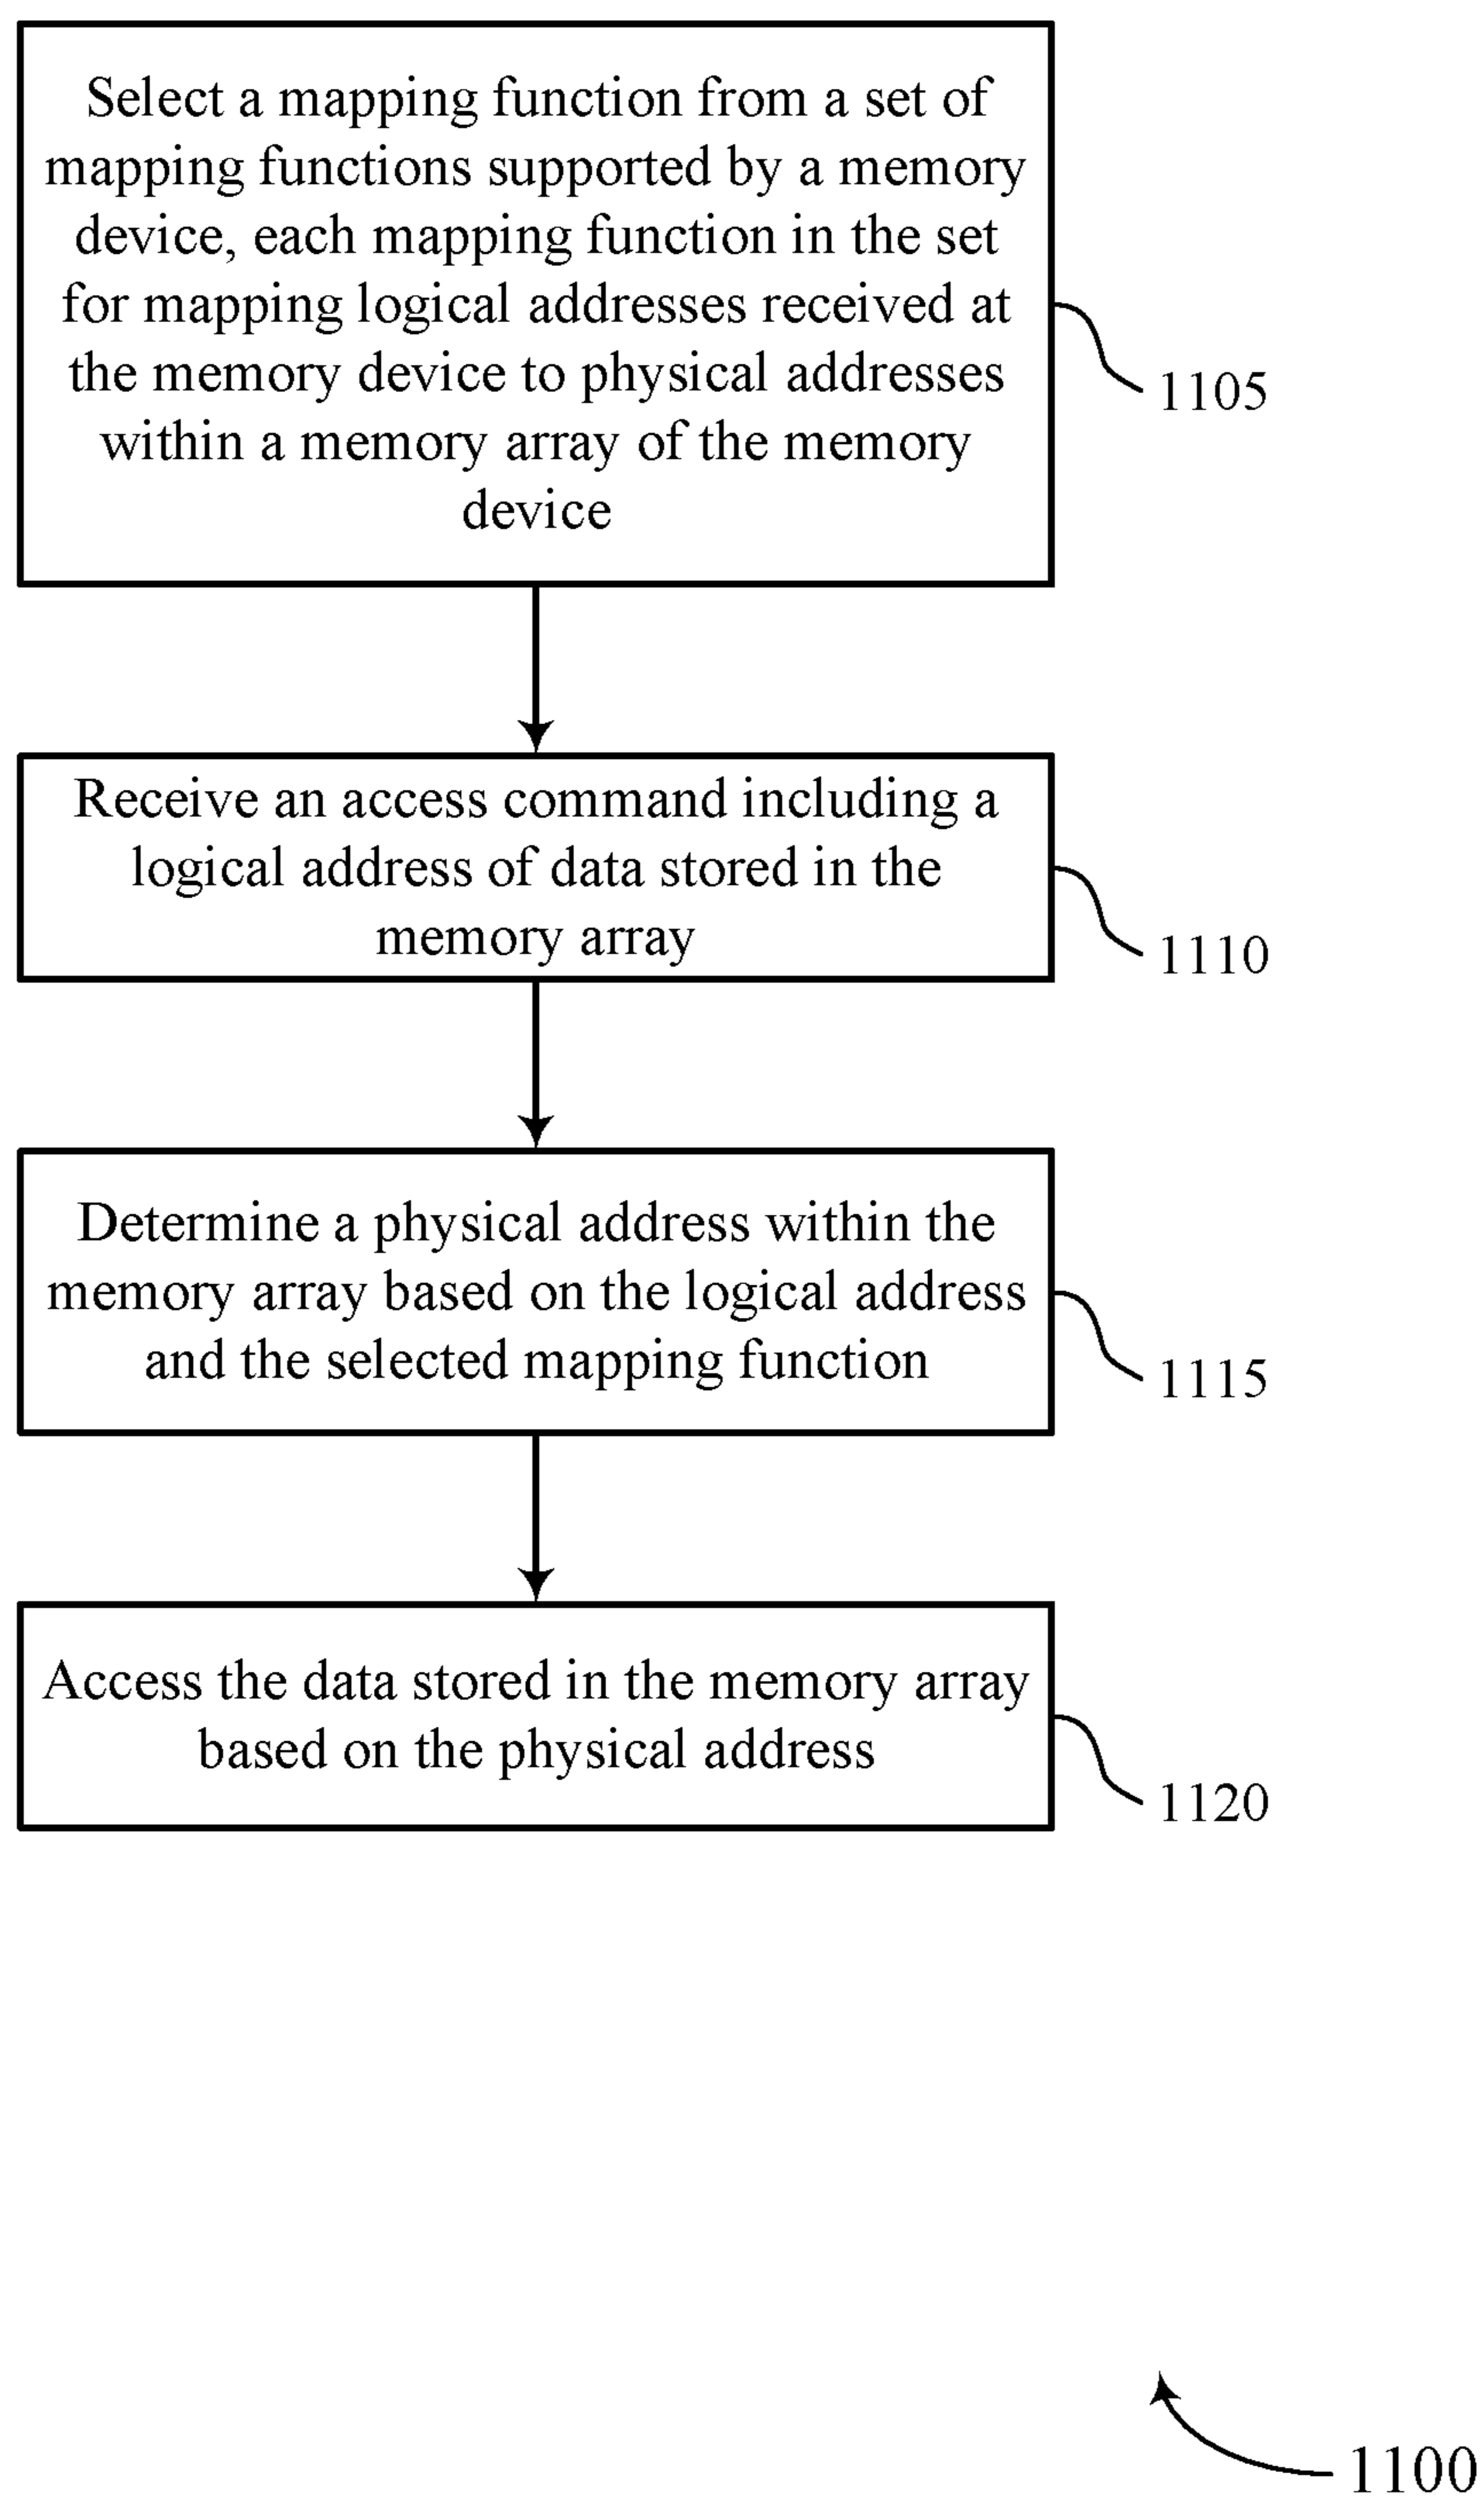 Select a mapping function from a set of
mapping functions supported by a memory
device, each mapping function in the set
for mapping logical addresses received at
the memory device to physical addresses
within a memory array of the memory
device
1105
Receive an access command including a
logical address of data stored in the
memory array
1110
Determine a physical address within the
memory array based on the logical address
and the selected mapping function
1115
Access the data stored in the memory array
based on the physical address
1120
1100